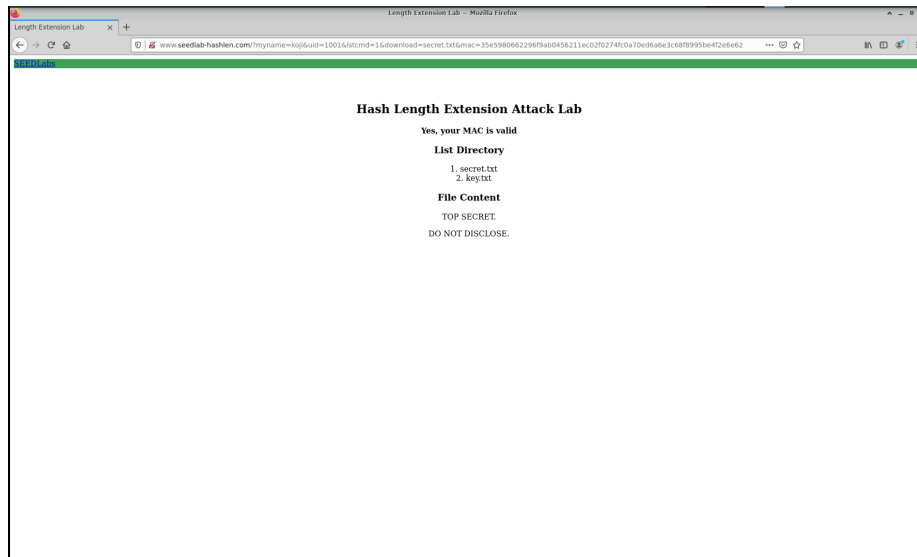 Length Extension Lab — Mozilla Firefox
Length Extension Lab
www.seedlab-hashlen.com/?myname=koji&uid=1001&lstcmd=1&download=secret.txt&mac=35e5980662296f9ab0456211ec02f0274fc0a70ed6a6e3c68f8995be4f2e6e62
SEEDLabs
Hash Length Extension Attack Lab
Yes, your MAC is valid
List Directory
1. secret.txt
2. key.txt
File Content
TOP SECRET.
DO NOT DISCLOSE.